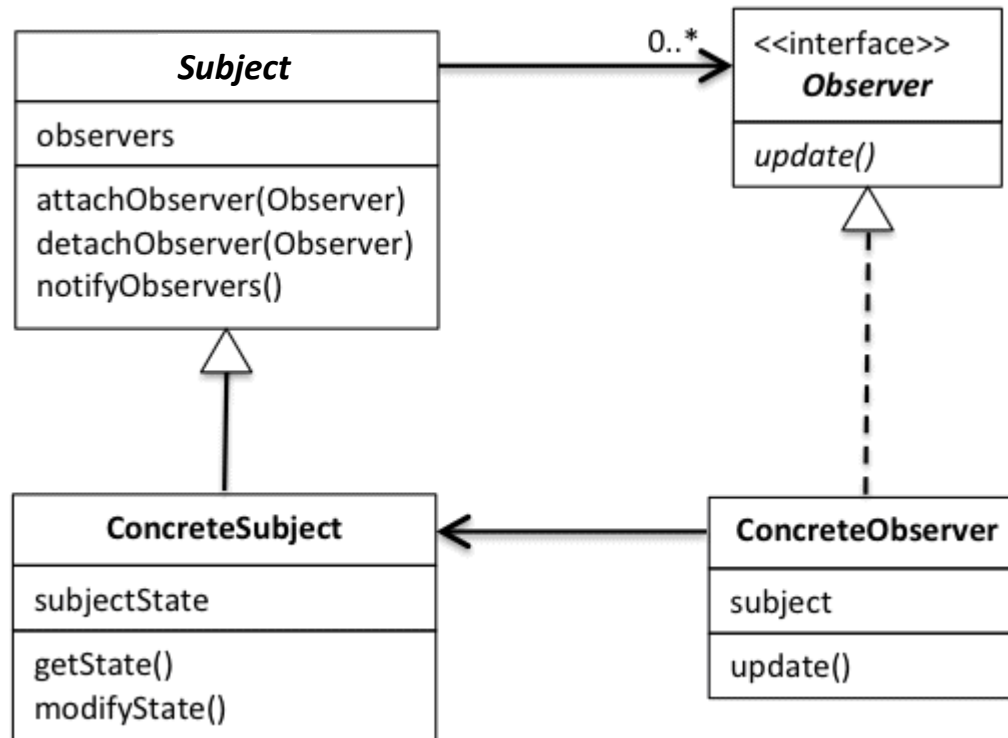 Subject
observers
attachObserver(Observer)
detachObserver(Observer)
notifyObservers()
0..*
<<interface>>
Observer
update()
ConcreteSubject
subjectState
getState()
modifyState()
ConcreteObserver
subject
update()